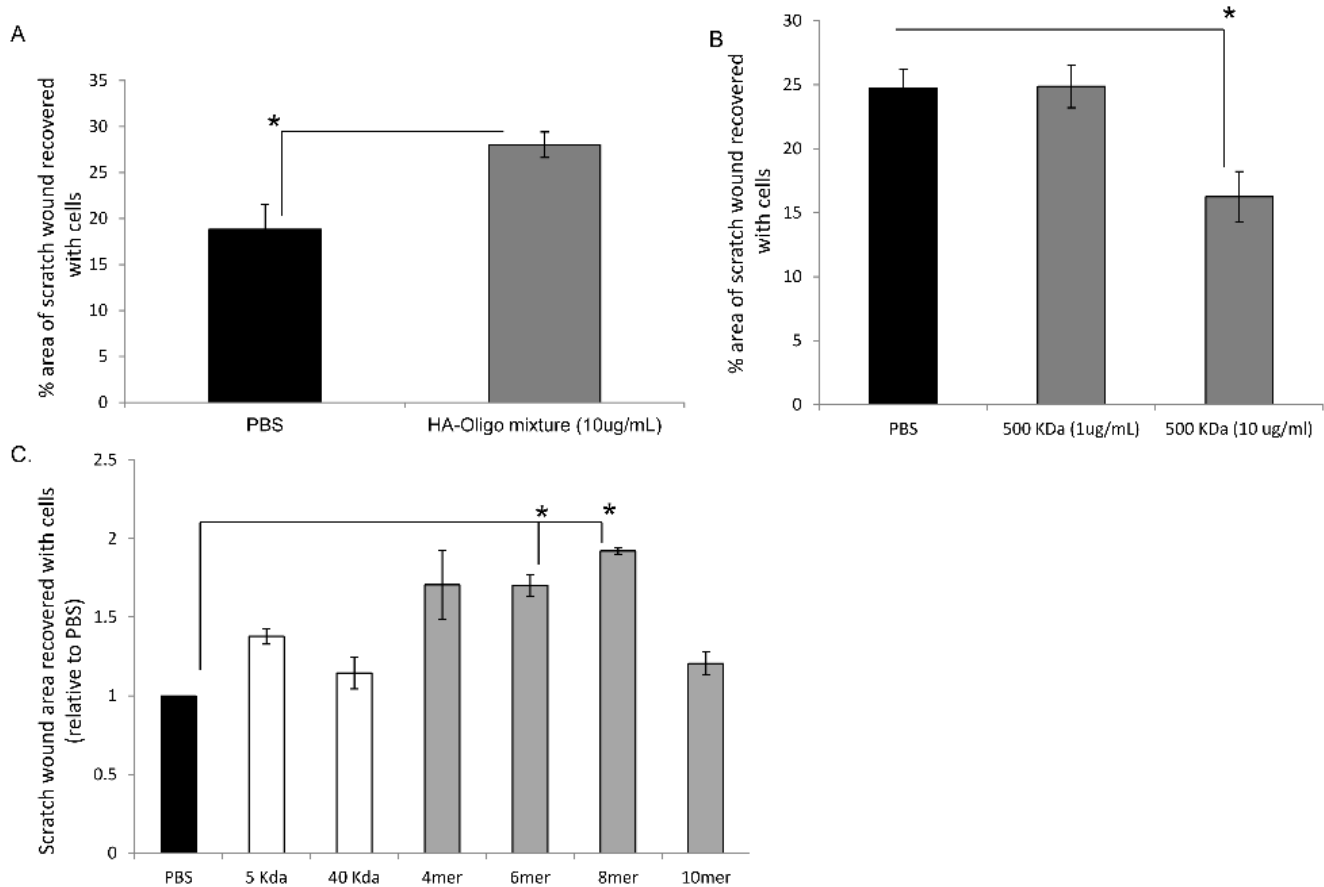 A
% area of scratch wound recovered
with cells
35
30
25
20
15
10
5
0
*
PBS
HA-Oligo mixture (10ug/mL)
B
% area of scratch wound recovered
with cells
30
25
20
15
10
5
0
*
PBS
500 KDa (1ug/mL)
500 KDa (10 ug/ml)
C.
Scratch wound area recovered with cells
(relative to PBS)
2.5
2
1.5
1
0.5
0
*
*
PBS
5 Kda
40 Kda
4mer
6mer
8mer
10mer